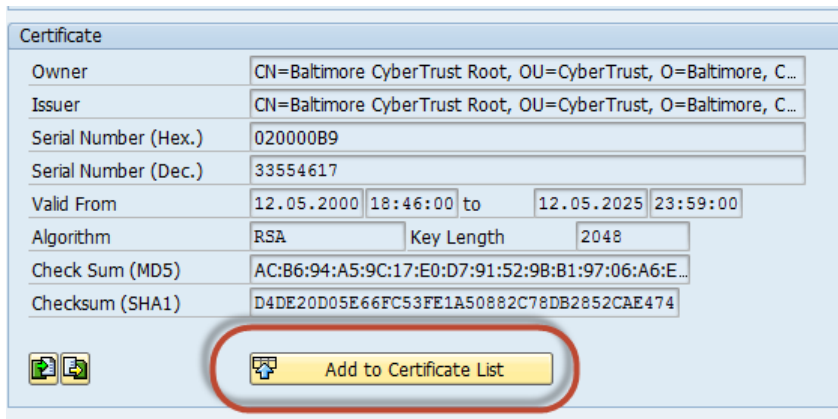 Certificate
Owner CN=Baltimore CyberTrust Root, OU=CyberTrust, O=Baltimore, C...
Issuer CN=Baltimore CyberTrust Root, OU=CyberTrust, O=Baltimore, C...
Serial Number (Hex.) 020000B9
Serial Number (Dec.) 33554617
Valid From 12.05.2000 18:46:00 to 12.05.2025 23:59:00
Algorithm RSA Key Length 2048
Check Sum (MD5) AC:B6:94:A5:9C:17:E0:D7:91:52:9B:B1:97:06:A6:E...
Checksum (SHA1) D4DE20D05E66FC53FE1A50882C78DB2852CAE474
Add to Certificate List